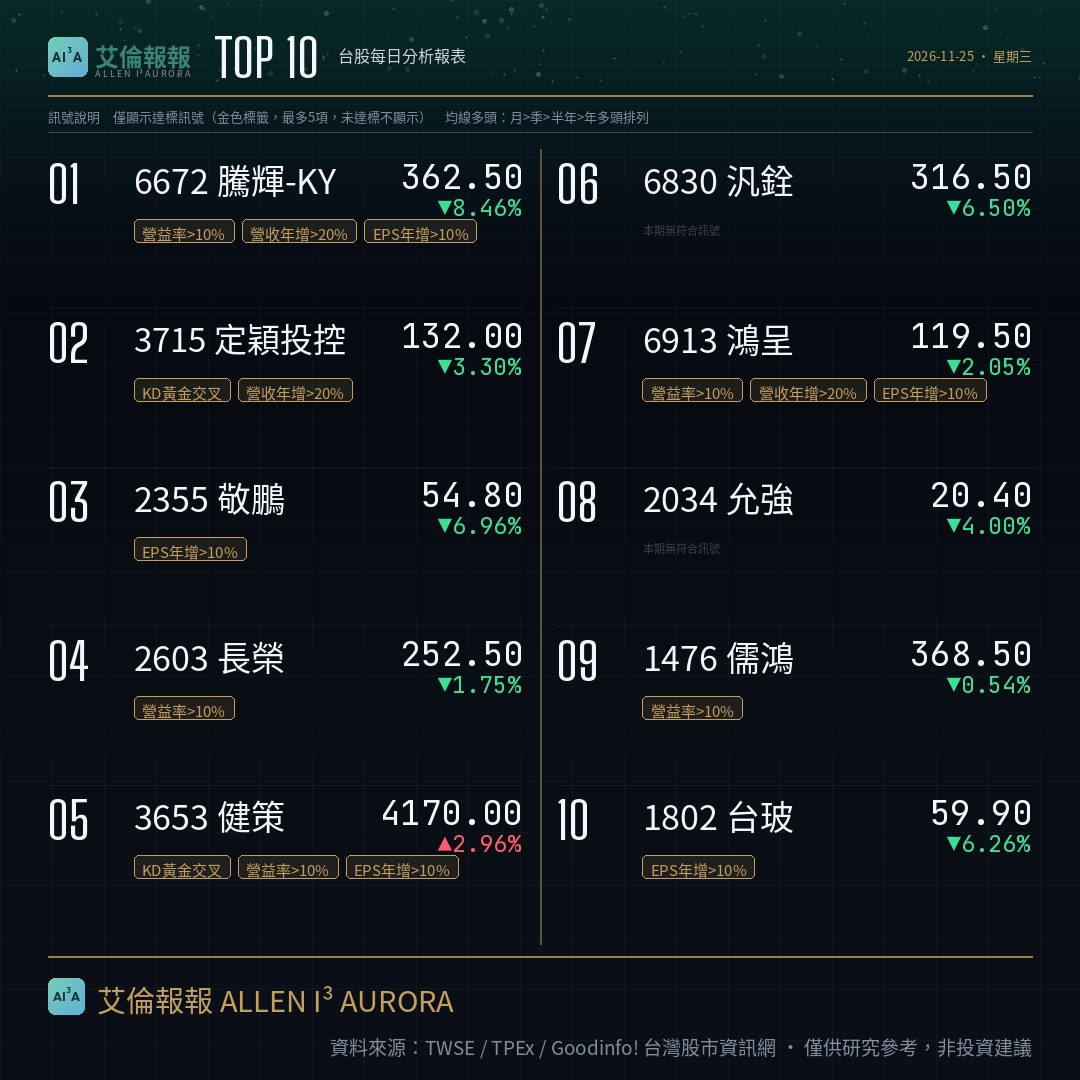 AI³A 艾倫報報 ALLEN I³AURORA
TOP 10 台股每日分析報表
2026-11-25 • 星期三
訊號說明 僅顯示達標訊號（金色標籤，最多5項，未達標不顯示） 均線多頭：月>季>半年>年多頭排列
01 6672 騰輝-KY 362.50
▼8.46%
營益率>10% 營收年增>20% EPS年增>10%
02 3715 定穎投控 132.00
▼3.30%
KD黃金交叉 營收年增>20%
03 2355 敬鵬 54.80
▼6.96%
EPS年增>10%
04 2603 長榮 252.50
▼1.75%
營益率>10%
05 3653 健策 4170.00
▲2.96%
KD黃金交叉 營益率>10% EPS年增>10%
06 6830 汎銓 316.50
▼6.50%
本期無符合訊號
07 6913 鴻呈 119.50
▼2.05%
營益率>10% 營收年增>20% EPS年增>10%
08 2034 允強 20.40
▼4.00%
本期無符合訊號
09 1476 儒鴻 368.50
▼0.54%
營益率>10%
10 1802 台玻 59.90
▼6.26%
EPS年增>10%
AI³A 艾倫報報 ALLEN I³ AURORA
資料來源：TWSE / TPEx / Goodinfo! 台灣股市資訊網 • 僅供研究參考，非投資建議